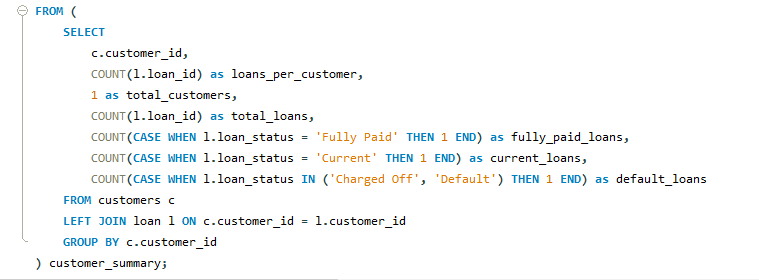 FROM (
SELECT
c.customer_id,
COUNT(l.loan_id) as loans_per_customer,
1 as total_customers,
COUNT(l.loan_id) as total_loans,
COUNT(CASE WHEN l.loan_status = 'Fully Paid' THEN 1 END) as fully_paid_loans,
COUNT(CASE WHEN l.loan_status = 'Current' THEN 1 END) as current_loans,
COUNT(CASE WHEN l.loan_status IN ('Charged Off', 'Default') THEN 1 END) as default_loans
FROM customers c
LEFT JOIN loan l ON c.customer_id = l.customer_id
GROUP BY c.customer_id
) customer_summary;